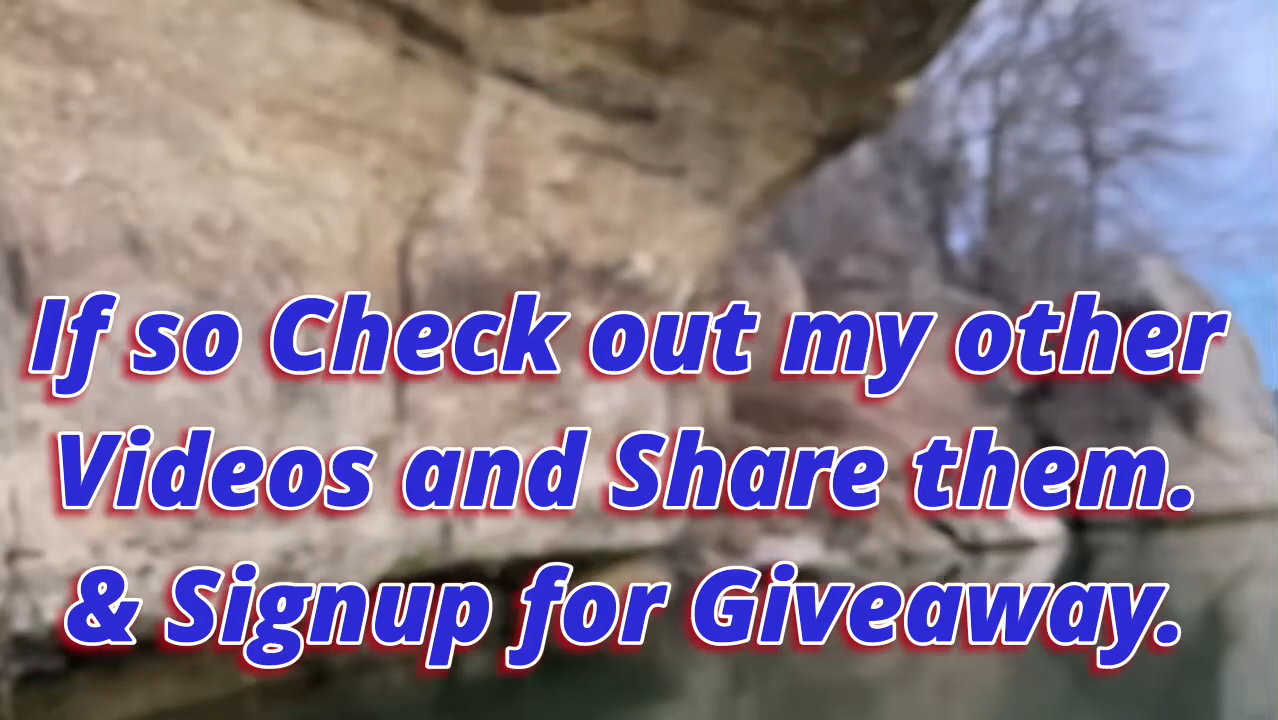 If so Check out my other
Videos and Share them.
& Signup for Giveaway.